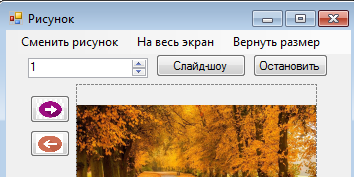 Рисунок
Сменить рисунок На весь экран Вернуть размер
1 Слайд-шоу Остановить